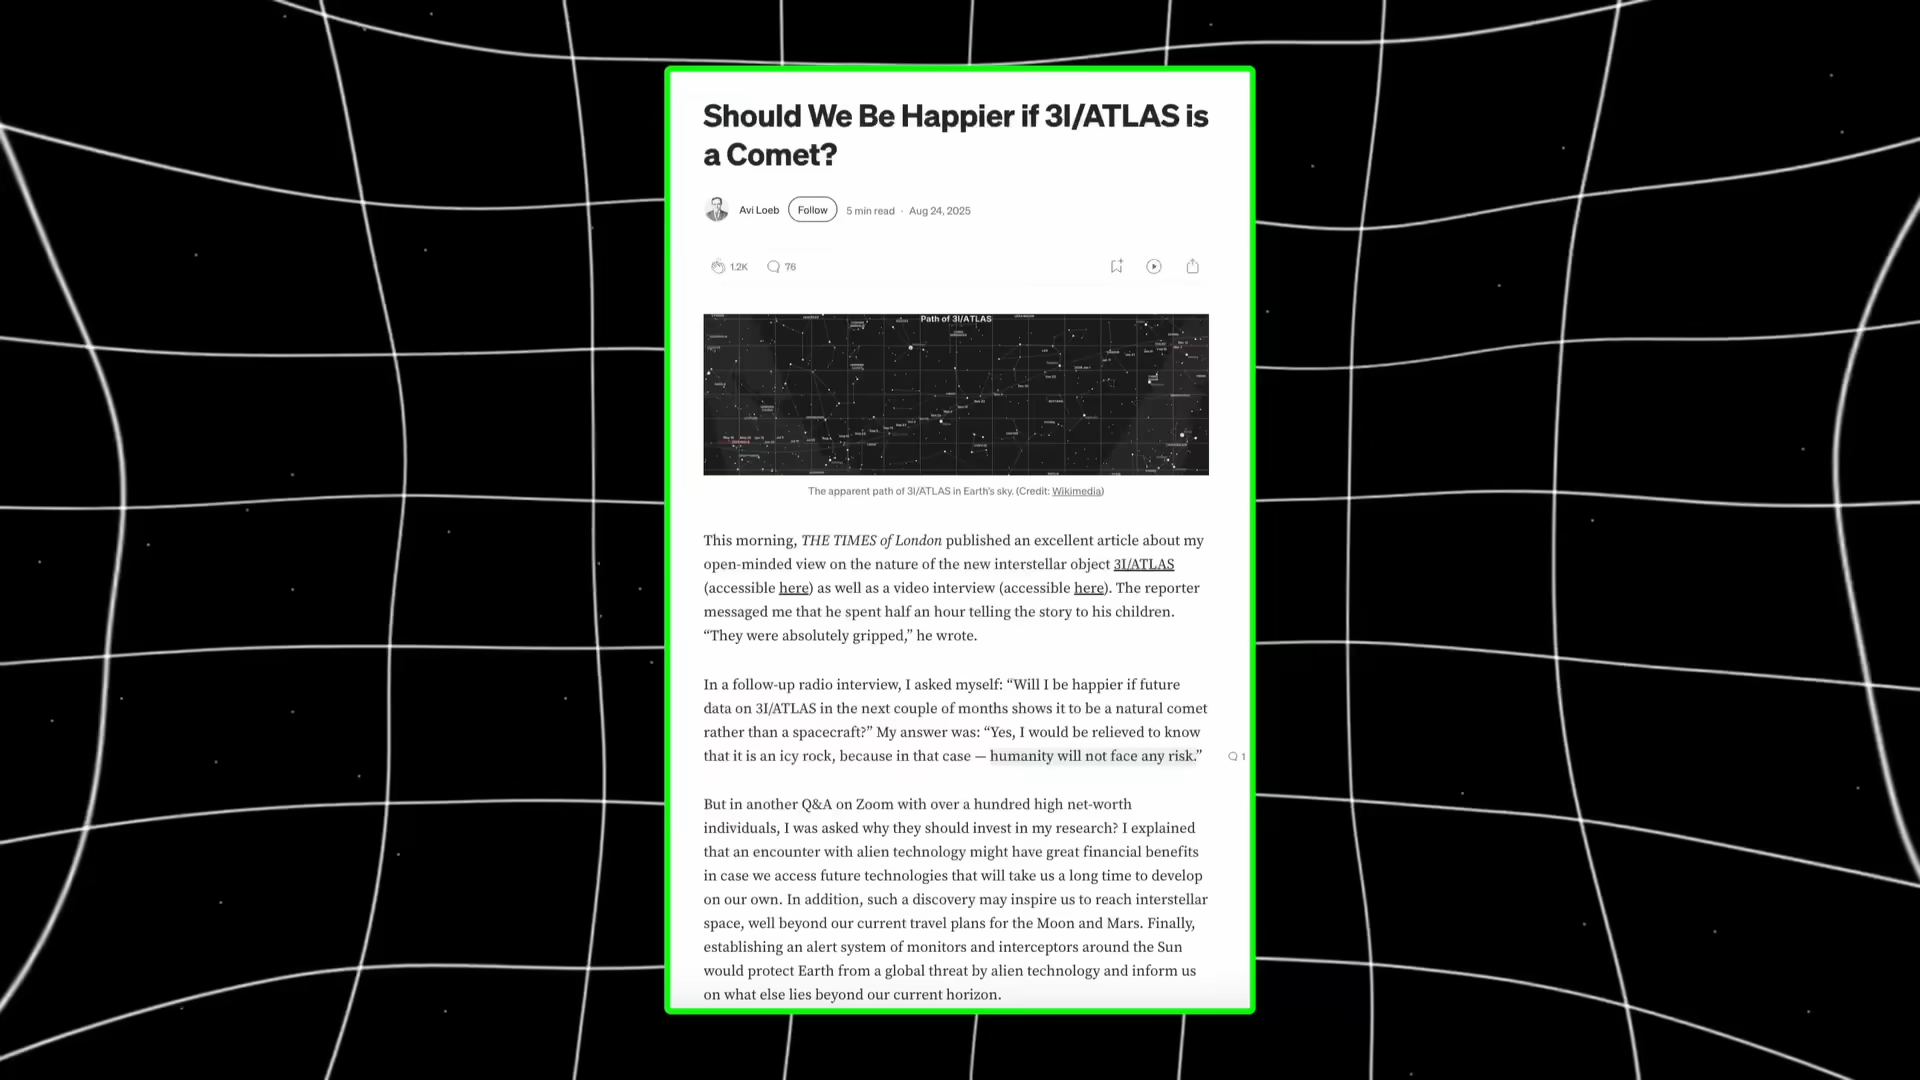 Should We Be Happier if 3I/ATLAS is
a Comet?
Avi Loeb Follow 5 min read · Aug 24, 2025
1.2K 76
Path of 3I/ATLAS
The apparent path of 3I/ATLAS in Earth's sky. (Credit: Wikimedia)
This morning, THE TIMES of London published an excellent article about my
open-minded view on the nature of the new interstellar object 3I/ATLAS
(accessible here) as well as a video interview (accessible here). The reporter
messaged me that he spent half an hour telling the story to his children.
“They were absolutely gripped,” he wrote.
In a follow-up radio interview, I asked myself: “Will I be happier if future
data on 3I/ATLAS in the next couple of months shows it to be a natural comet
rather than a spacecraft?” My answer was: “Yes, I would be relieved to know
that it is an icy rock, because in that case — humanity will not face any risk.”
1
But in another Q&A on Zoom with over a hundred high net-worth
individuals, I was asked why they should invest in my research? I explained
that an encounter with alien technology might have great financial benefits
in case we access future technologies that will take us a long time to develop
on our own. In addition, such a discovery may inspire us to reach interstellar
space, well beyond our current travel plans for the Moon and Mars. Finally,
establishing an alert system of monitors and interceptors around the Sun
would protect Earth from a global threat by alien technology and inform us
on what else lies beyond our current horizon.